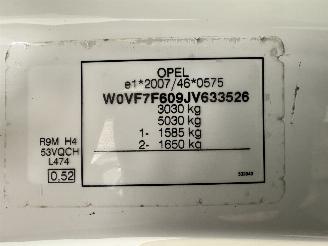 OPEL
e1*2007/46*0575
W0VF7F609JV633526
3030 kg
5030 kg
1- 1585 kg
2- 1650 kg
R9M H4
53VQCH
L474
0.52